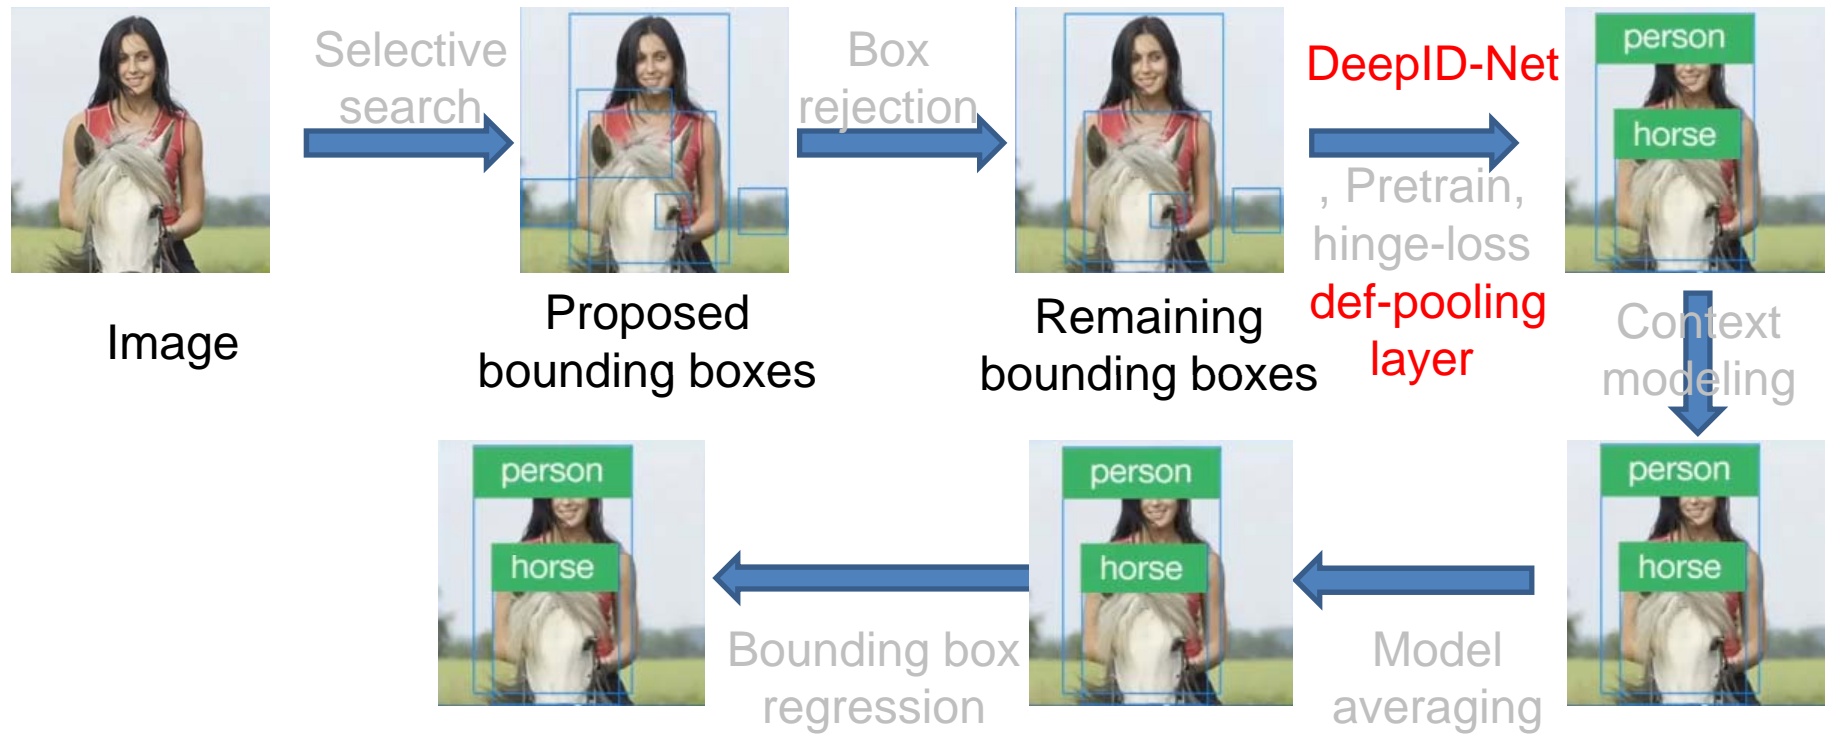 Selective
search
Box
rejection
DeepID-Net
person
horse
, Pretrain,
hinge-loss
def-pooling
layer
Image
Proposed
bounding boxes
Remaining
bounding boxes
Context
modeling
person
horse
person
horse
person
horse
Bounding box
regression
Model
averaging